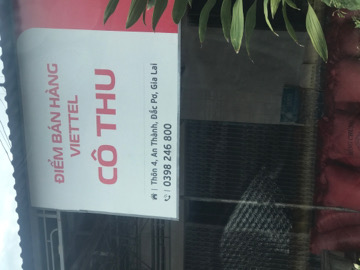 ĐIỂM BÁN HÀNG
VIETTEL
CÔ THU
Thôn 4, An Thành, Đắc Pơ, Gia Lai
0398 246 800